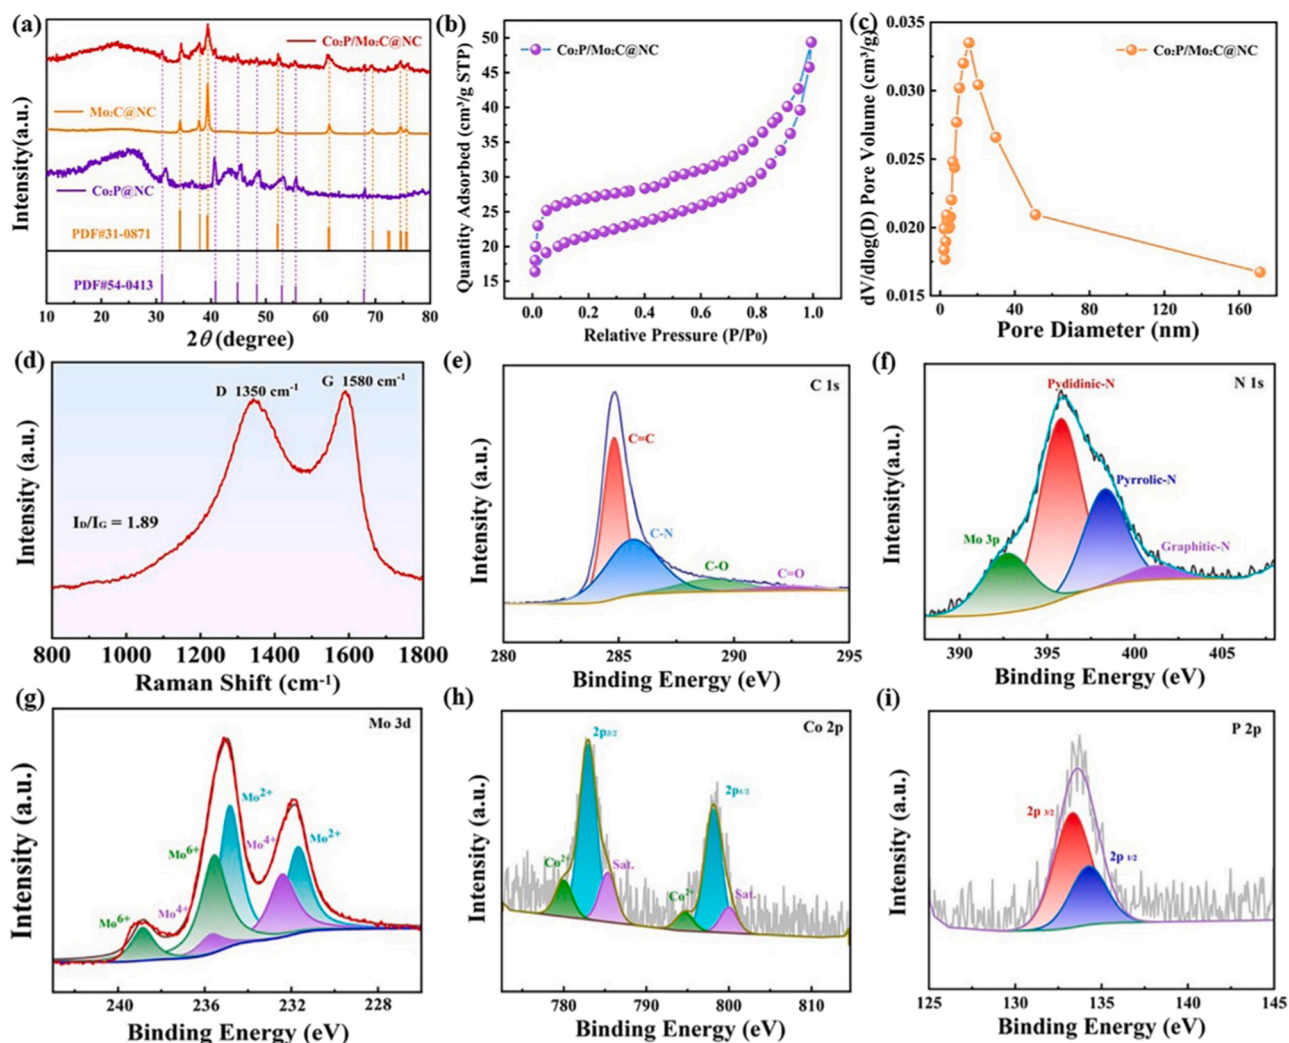 (a)
Intensity(a.u.)
Co₂P/Mo₂C@NC
Mo₂C@NC
Co₂P@NC
PDF#31-0871
PDF#54-0413
10 20 30 40 50 60 70 80
2θ (degree)
(b)
Quantity Adsorbed (cm³/g STP)
Co₂P/Mo₂C@NC
50
45
40
35
30
25
20
15
0.0 0.2 0.4 0.6 0.8 1.0
Relative Pressure (P/P₀)
(c)
dV/dlog(D) Pore Volume (cm³/g)
Co₂P/Mo₂C@NC
0.035
0.030
0.025
0.020
0.015
0 40 80 120 160
Pore Diameter (nm)
(d)
Intensity (a.u.)
D 1350 cm⁻¹
G 1580 cm⁻¹
I_D/I_G = 1.89
800 1000 1200 1400 1600 1800
Raman Shift (cm⁻¹)
(e)
Intensity (a.u.)
C 1s
C=C
C-N
C-O
C=O
280 285 290 295
Binding Energy (eV)
(f)
Intensity(a.u.)
N 1s
Pydidinic-N
Pyrrolic-N
Mo 3p
Graphitic-N
390 395 400 405
Binding Energy (eV)
(g)
Intensity (a.u.)
Mo 3d
Mo²⁺
Mo⁶⁺
Mo⁴⁺
Mo²⁺
Mo⁶⁺
Mo⁴⁺
240 236 232 228
Binding Energy (eV)
(h)
Intensity (a.u.)
Co 2p
2p₃/₂
2p₁/₂
Co²⁺
Sat.
Co²⁺
Sat.
780 790 800 810
Binding Energy (eV)
(i)
Intensity (a.u.)
P 2p
2p 3/2
2p 1/2
125 130 135 140 145
Binding Energy (eV)